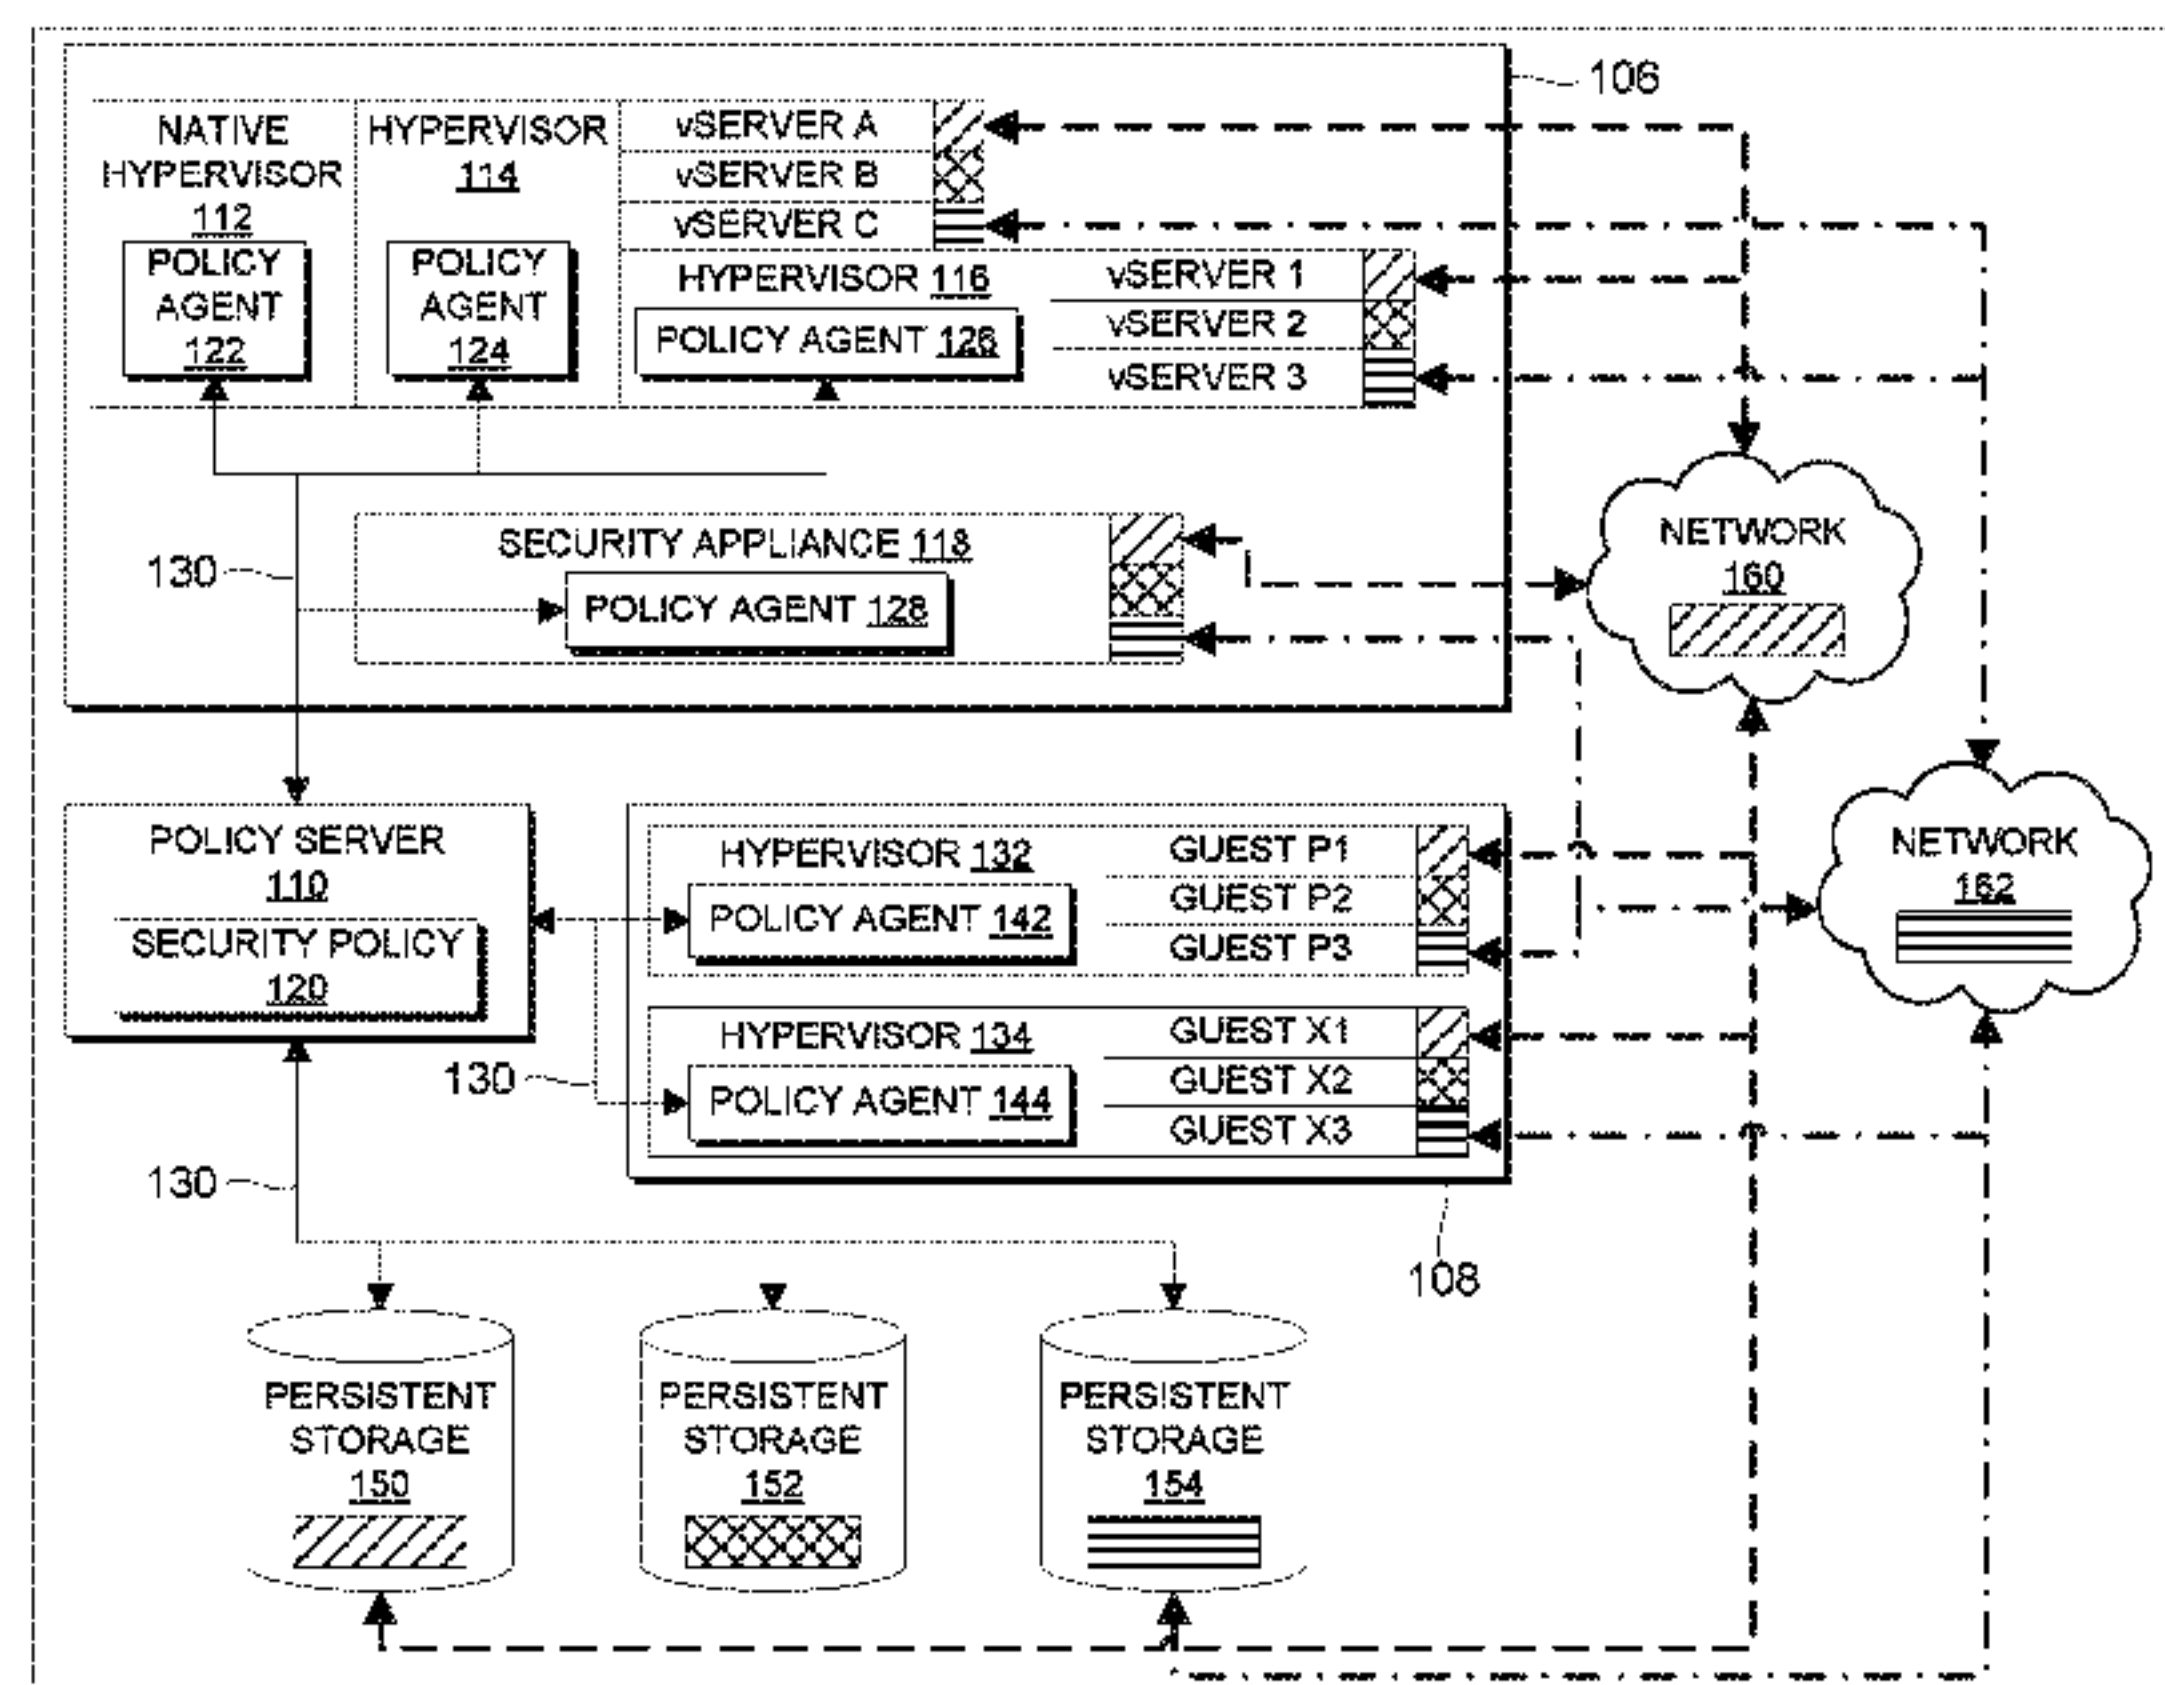 106
NATIVE
HYPERVISOR
112
POLICY
AGENT
122
HYPERVISOR
114
POLICY
AGENT
124
vSERVER A
vSERVER B
vSERVER C
HYPERVISOR 116
POLICY AGENT 126
vSERVER 1
vSERVER 2
vSERVER 3
SECURITY APPLIANCE 118
POLICY AGENT 128
130
NETWORK
160
NETWORK
162
POLICY SERVER
110
SECURITY POLICY
120
HYPERVISOR 132
POLICY AGENT 142
GUEST P1
GUEST P2
GUEST P3
HYPERVISOR 134
POLICY AGENT 144
GUEST X1
GUEST X2
GUEST X3
130
130
108
PERSISTENT
STORAGE
150
PERSISTENT
STORAGE
152
PERSISTENT
STORAGE
154